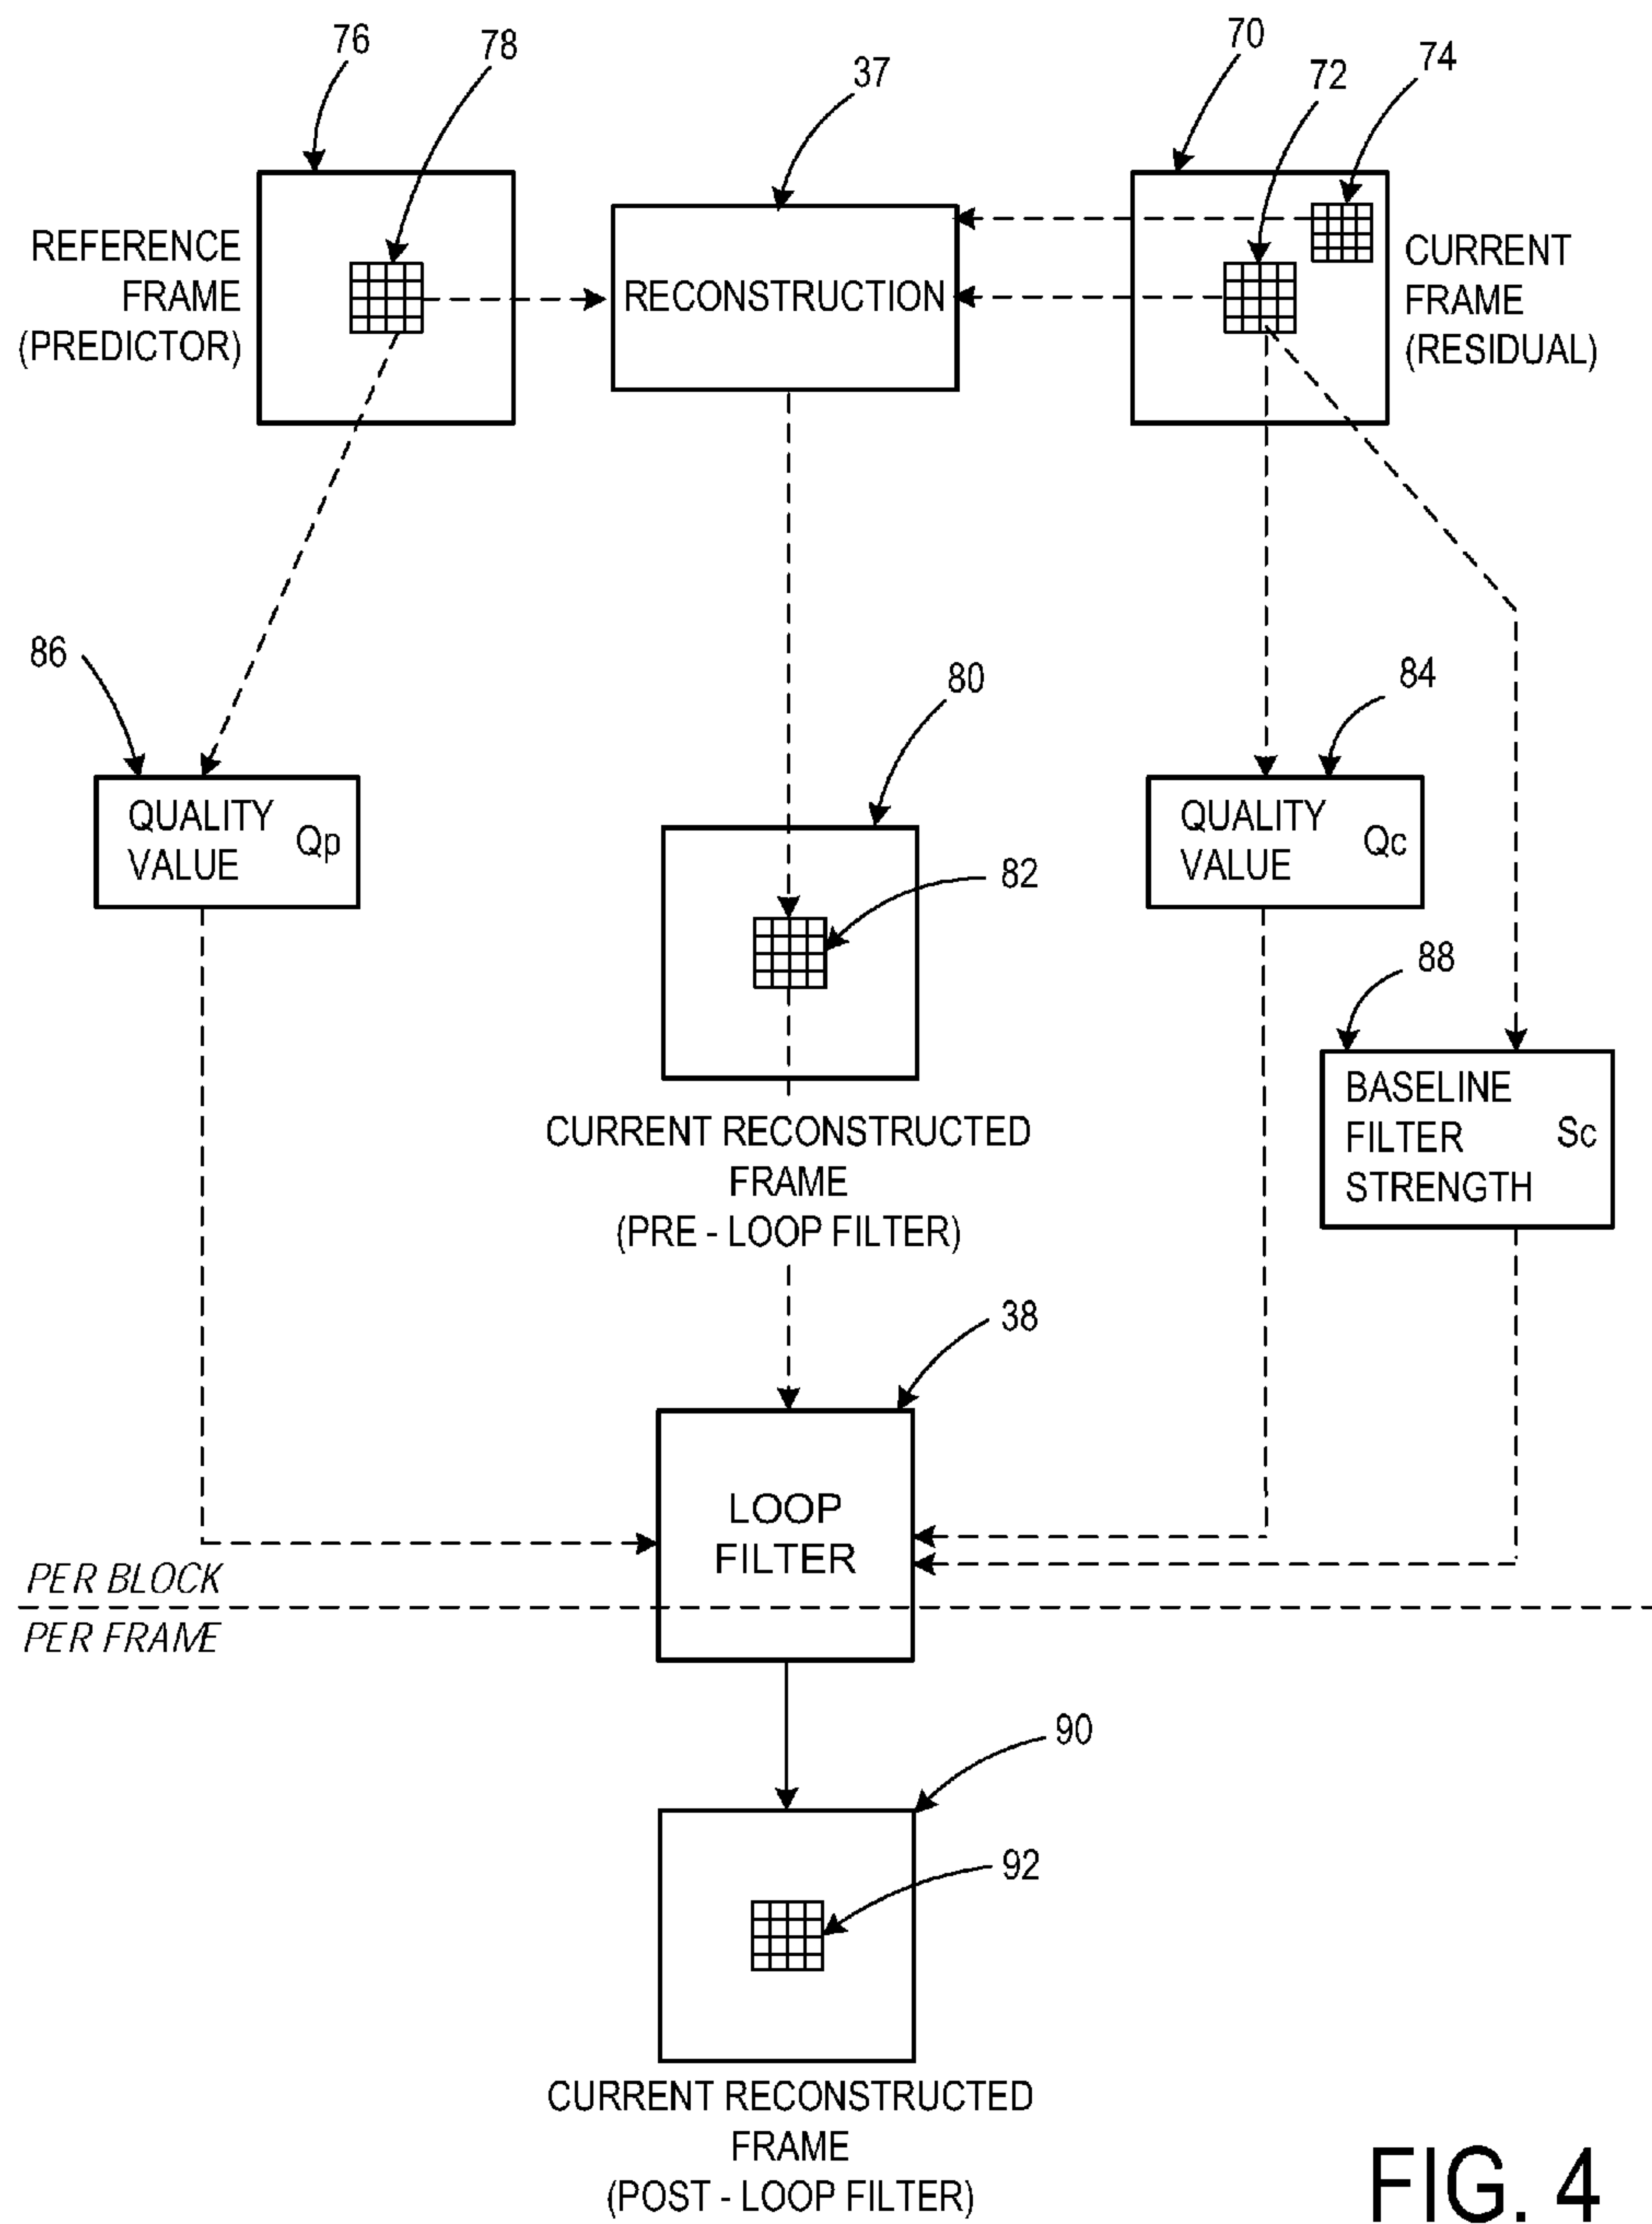 76
78
37
70
72
74
REFERENCE
FRAME
(PREDICTOR)
RECONSTRUCTION
CURRENT
FRAME
(RESIDUAL)
86
80
84
QUALITY
VALUE
Qp
82
QUALITY
VALUE
Qc
88
BASELINE
FILTER
STRENGTH
Sc
CURRENT RECONSTRUCTED
FRAME
(PRE - LOOP FILTER)
38
LOOP
FILTER
PER BLOCK
PER FRAME
90
92
CURRENT RECONSTRUCTED
FRAME
(POST - LOOP FILTER)
FIG. 4